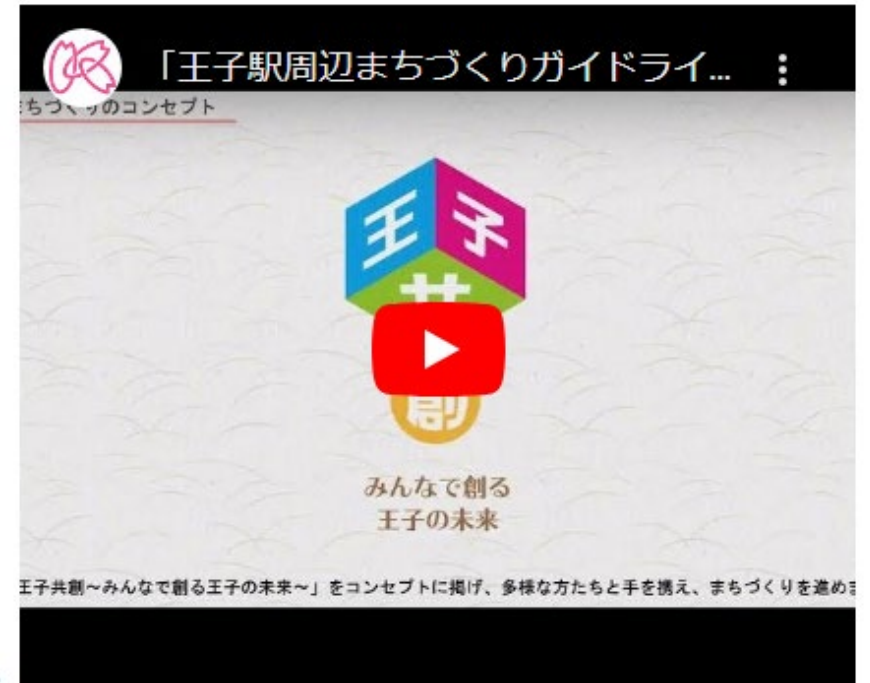 「王子駅周辺まちづくりガイドライ...
ちづくりのコンセプト
王子
共
創
みんなで創る
王子の未来
王子共創～みんなで創る王子の未来～」をコンセプトに掲げ、多様な方たちと手を携え、まちづくりを進めま